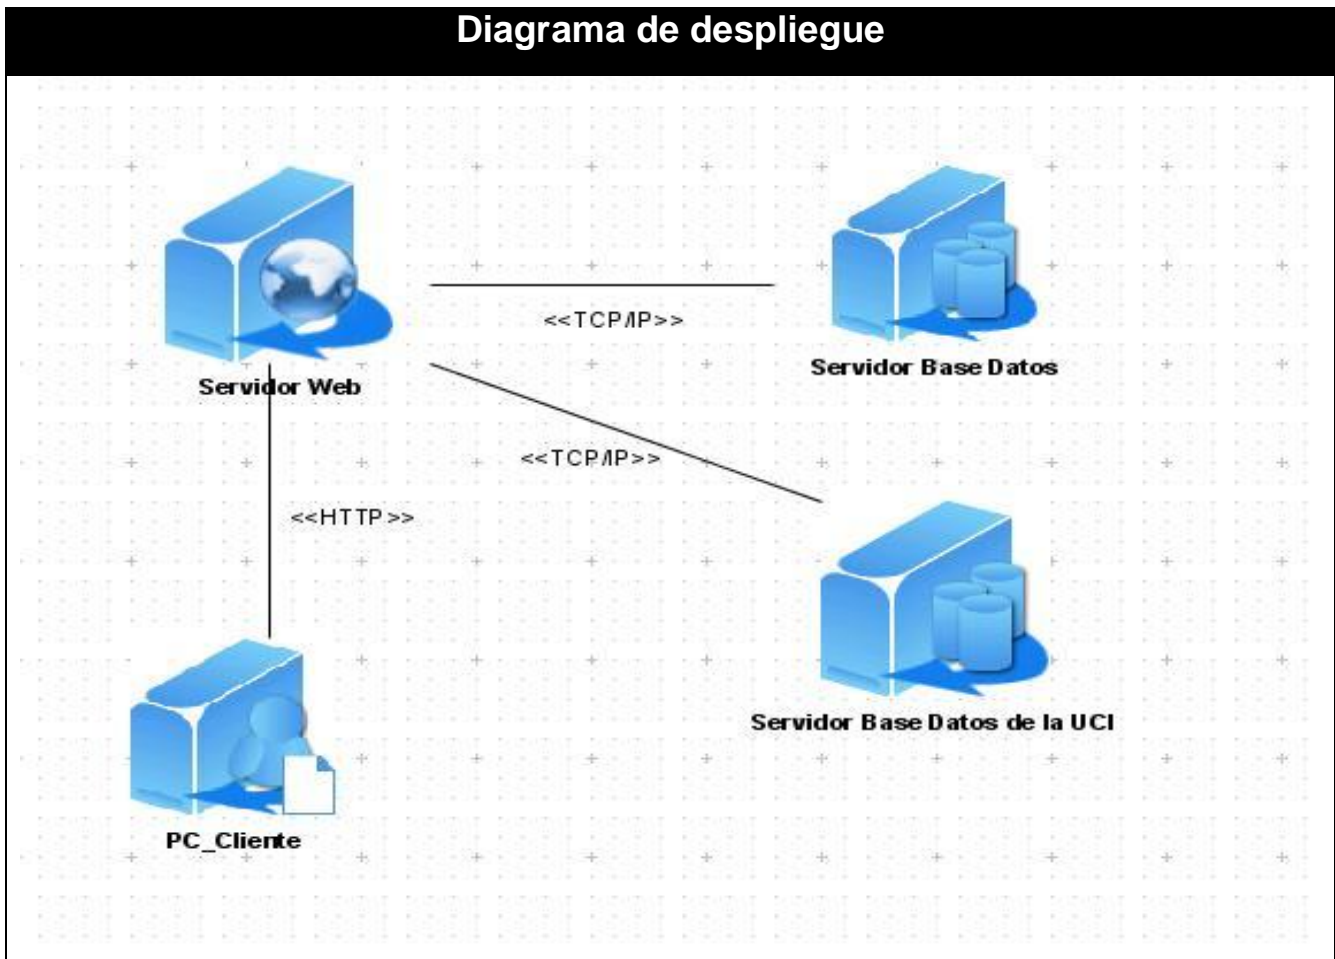 Diagrama de despliegue
<<TCP/IP>>
Servidor Base Datos
Servidor Web
<<TCP/IP>>
<<HTTP>>
Servidor Base Datos de la UCI
PC_Cliente